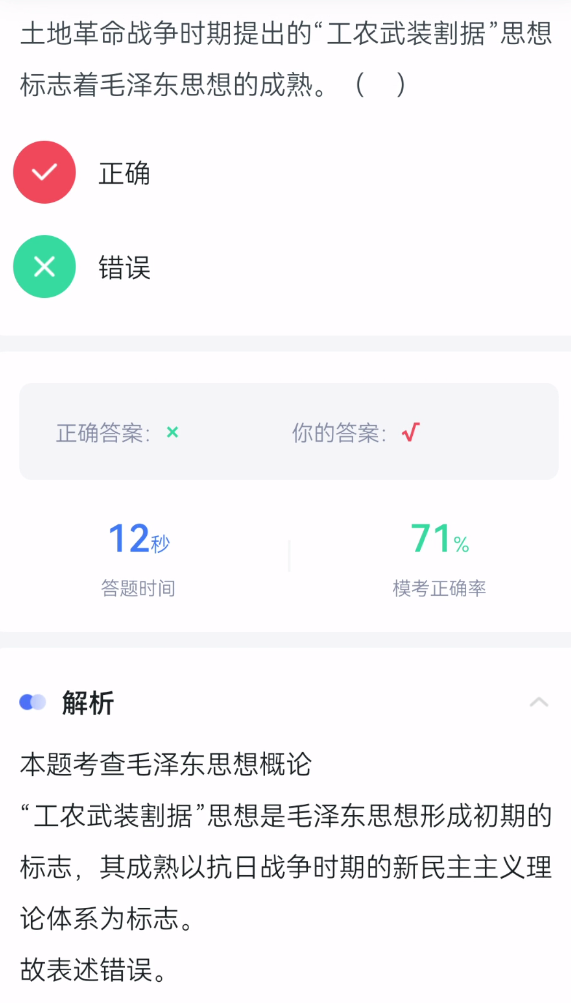 土地革命战争时期提出的“工农武装割据”思想
标志着毛泽东思想的成熟。（ ）
正确
错误
正确答案：×
你的答案：√
12秒
71%
答题时间
模考正确率
解析
本题考查毛泽东思想概论
“工农武装割据”思想是毛泽东思想形成初期的
标志，其成熟以抗日战争时期的新民主主义理
论体系为标志。
故表述错误。